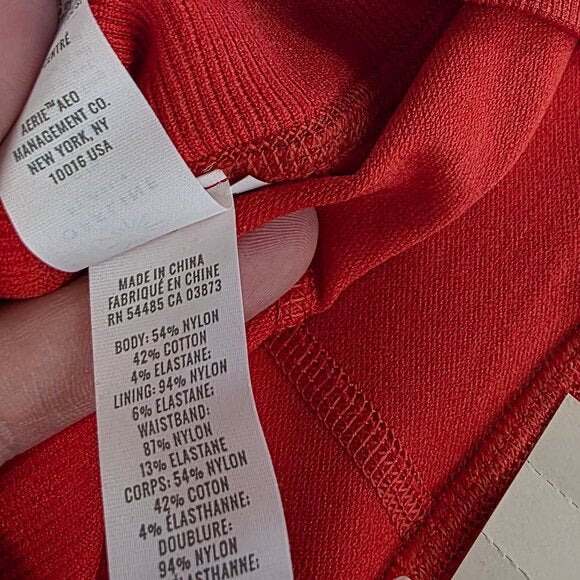 AERIE™ AEO
MANAGEMENT CO.
NEW YORK, NY
10016 USA
MADE IN CHINA
FABRIQUÉ EN CHINE
RN 54485 CA 03873
BODY: 54% NYLON
42% COTTON
4% ELASTANE;
LINING: 94% NYLON
6% ELASTANE;
WAISTBAND:
87% NYLON
13% ELASTANE
CORPS: 54% NYLON
42% COTON
4% ÉLASTHANNE;
DOUBLURE:
94% NYLON